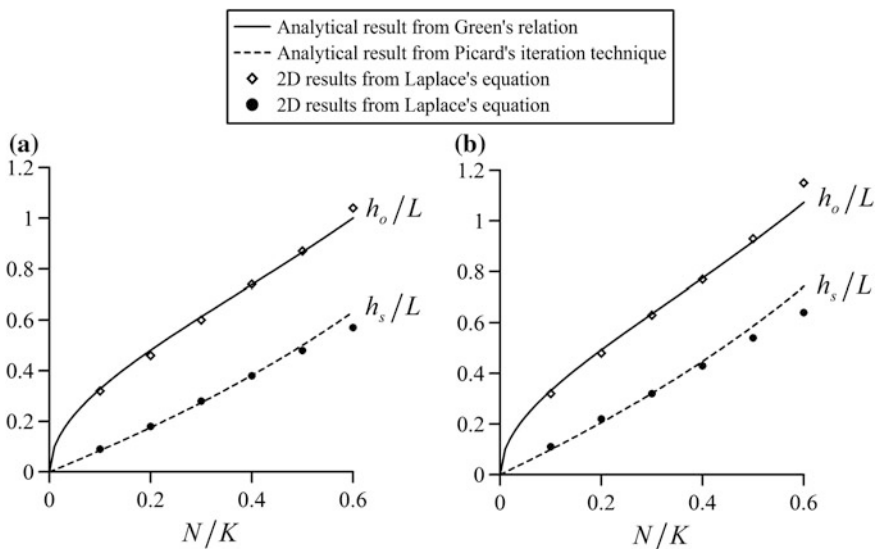 Analytical result from Green's relation
Analytical result from Picard's iteration technique
2D results from Laplace's equation
2D results from Laplace's equation
(a)
1.2
1
0.8
0.6
0.4
0.2
0
0 0.2 0.4 0.6
N/K
h_o/L
h_s/L
(b)
1.2
1
0.8
0.6
0.4
0.2
0
0 0.2 0.4 0.6
N/K
h_o/L
h_s/L